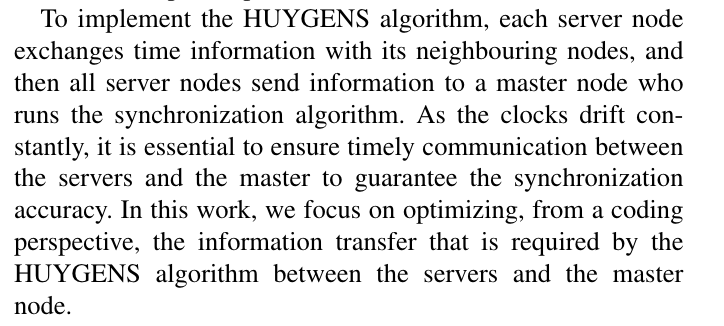 To implement the HUYGENS algorithm, each server node
exchanges time information with its neighbouring nodes, and
then all server nodes send information to a master node who
runs the synchronization algorithm. As the clocks drift con-
stantly, it is essential to ensure timely communication between
the servers and the master to guarantee the synchronization
accuracy. In this work, we focus on optimizing, from a coding
perspective, the information transfer that is required by the
HUYGENS algorithm between the servers and the master
node.